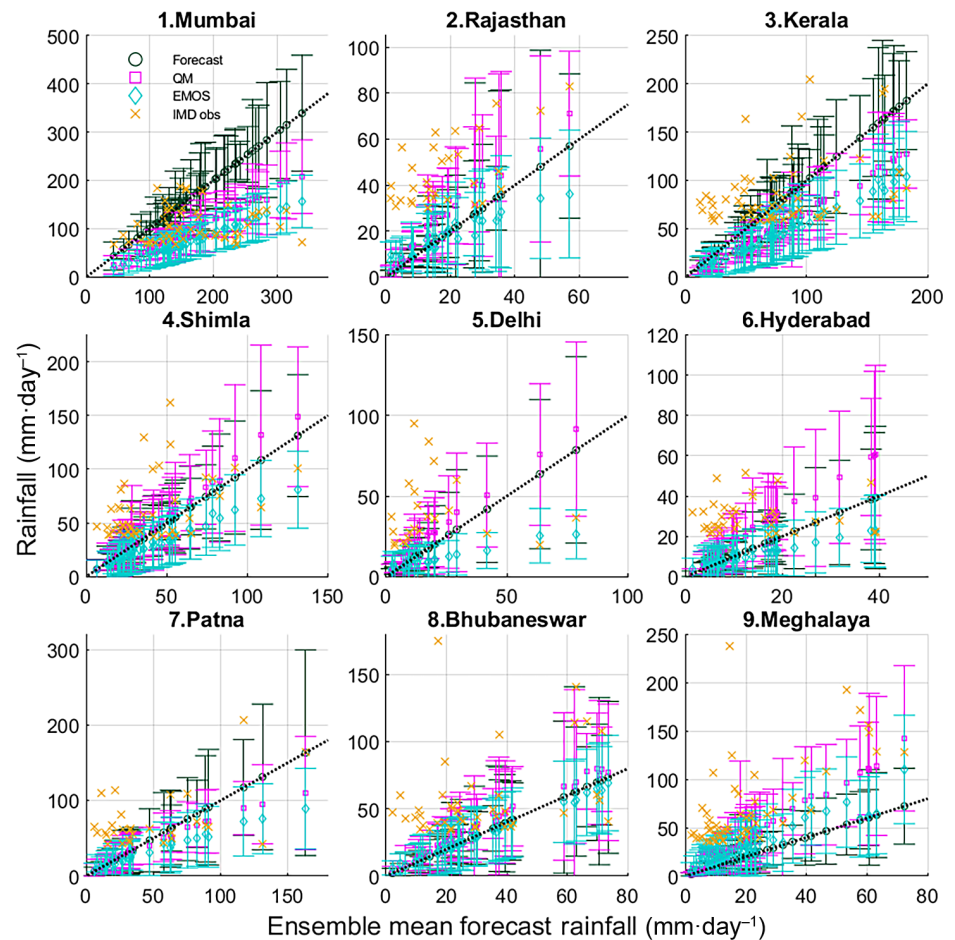 1.Mumbai
2.Rajasthan
3.Kerala
500
400
300
200
100
0
Forecast
QM
EMOS
IMD obs
0 100 200 300
100
80
60
40
20
0
0 20 40 60
250
200
150
100
50
0
0 100 200
4.Shimla
5.Delhi
6.Hyderabad
200
150
100
50
0
0 50 100 150
150
100
50
0
0 50 100
120
100
80
60
40
20
0
0 20 40
7.Patna
8.Bhubaneswar
9.Meghalaya
300
200
100
0
0 50 100 150
150
100
50
0
0 20 40 60 80
250
200
150
100
50
0
0 20 40 60 80
Rainfall (mm·day⁻¹)
Ensemble mean forecast rainfall (mm·day⁻¹)